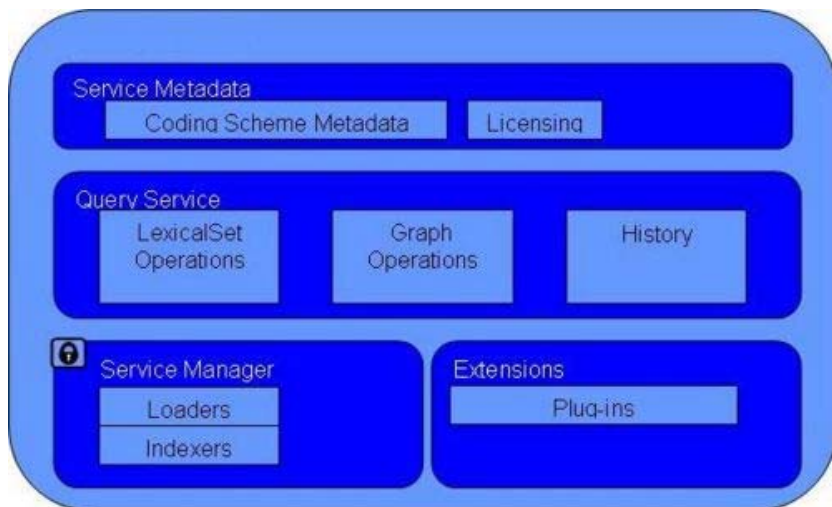 Service Metadata
Coding Scheme Metadata
Licensing
Query Service
LexicalSet
Operations
Graph
Operations
History
Service Manager
Loaders
Indexers
Extensions
Plug-ins